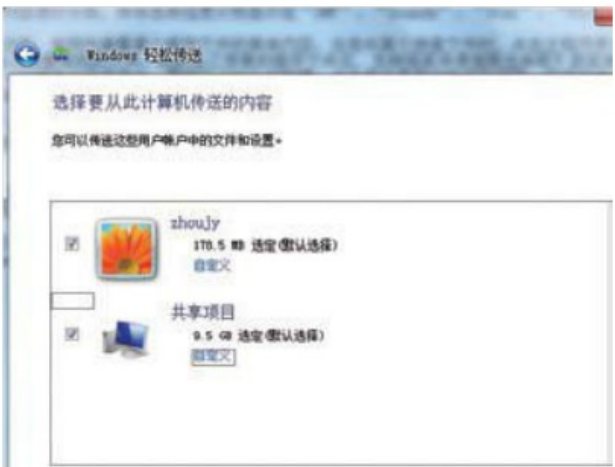 Windows 轻松传送
选择要从此计算机传送的内容
您可以传送这些用户帐户中的文件和设置。
zhoujy
178.5 MB 选定(默认选择)
自定义
共享项目
9.5 GB 选定(默认选择)
自定义